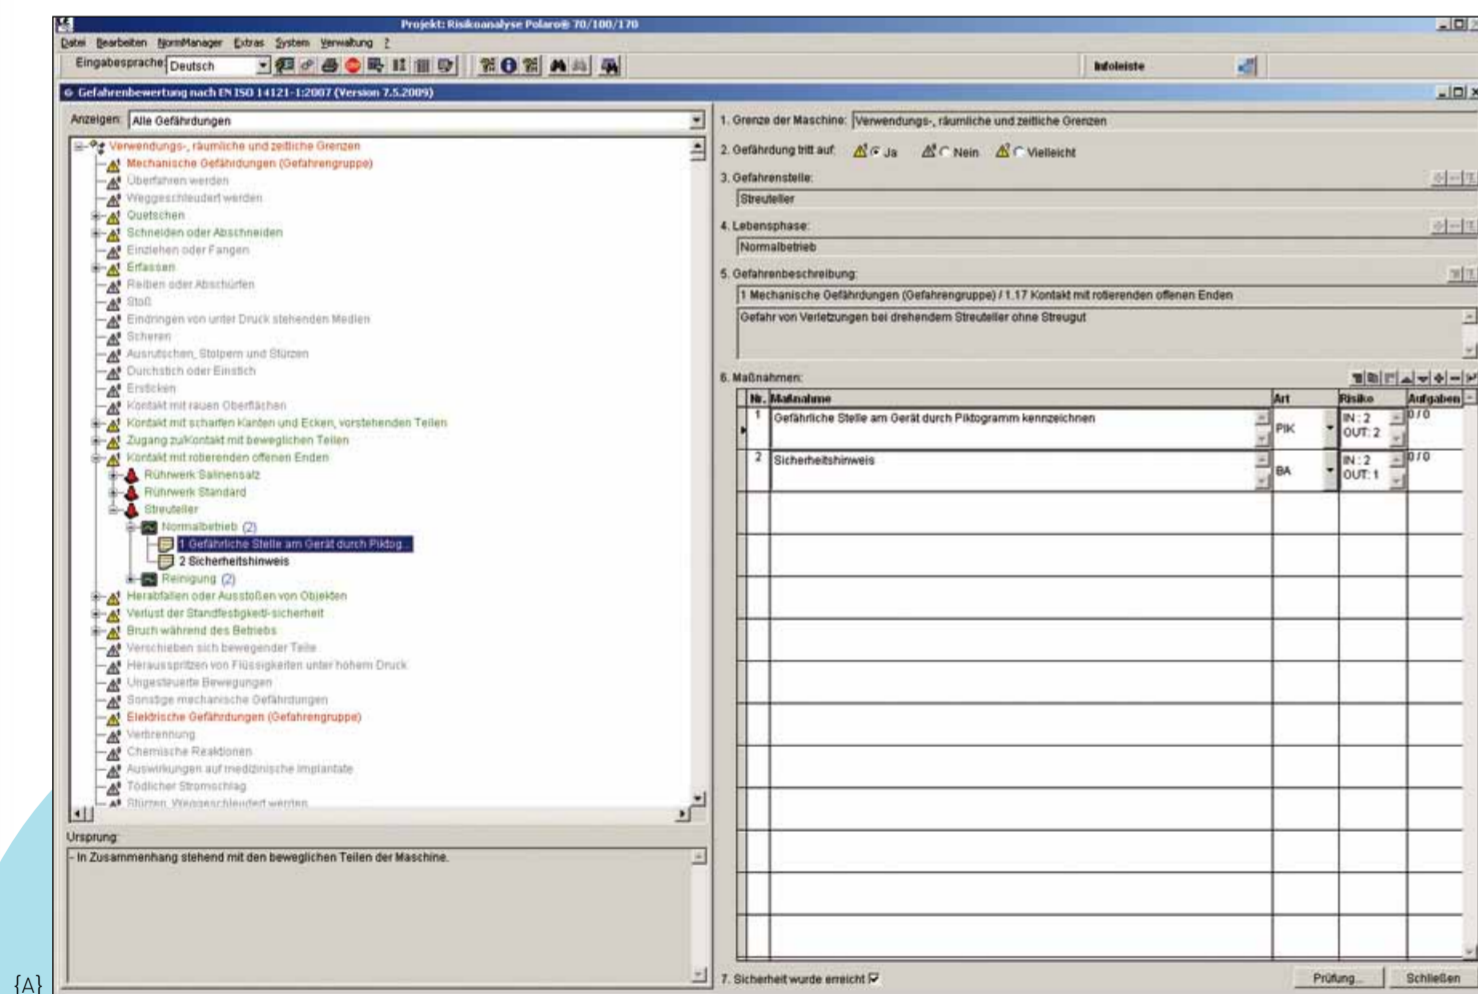 Projekt: Risikoanalyse Polaro® 70/100/170
Datei Bearbeiten NormManager Extras System Verwaltung ?
Eingabesprache: Deutsch
Infoleiste
Gefahrenbewertung nach EN ISO 14121-1:2007 (Version 7.5.2009)
Anzeigen: Alle Gefährdungen
Verwendungs-, räumliche und zeitliche Grenzen
Mechanische Gefährdungen (Gefahrengruppe)
Überfahren werden
Weggeschleudert werden
Quetschen
Schneiden oder Abschneiden
Einziehen oder Fangen
Erfassen
Reiben oder Abschürfen
Stoß
Eindringen von unter Druck stehenden Medien
Scheren
Ausrutschen, Stolpern und Stürzen
Durchstich oder Einstich
Ersticken
Kontakt mit rauen Oberflächen
Kontakt mit scharfen Kanten und Ecken, vorstehenden Teilen
Zugang zu/Kontakt mit beweglichen Teilen
Kontakt mit rotierenden offenen Enden
Rührwerk Salinensalz
Rührwerk Standard
Streuteller
Normalbetrieb (2)
1 Gefährliche Stelle am Gerät durch Piktog...
2 Sicherheitshinweis
Reinigung (2)
Herabfallen oder Ausstoßen von Objekten
Verlust der Standfestigkeit/-sicherheit
Bruch während des Betriebs
Verschieben sich bewegender Teile
Herausspritzen von Flüssigkeiten unter hohem Druck
Ungesteuerte Bewegungen
Sonstige mechanische Gefährdungen
Elektrische Gefährdungen (Gefahrengruppe)
Verbrennung
Chemische Reaktionen
Auswirkungen auf medizinische Implantate
Tödlicher Stromschlag
Stürzen, Weggeschleudert werden
Ursprung:
- In Zusammenhang stehend mit den beweglichen Teilen der Maschine.
1. Grenze der Maschine: Verwendungs-, räumliche und zeitliche Grenzen
2. Gefährdung tritt auf: Ja Nein Vielleicht
3. Gefahrenstelle:
Streuteller
4. Lebensphase:
Normalbetrieb
5. Gefahrenbeschreibung:
1 Mechanische Gefährdungen (Gefahrengruppe) / 1.17 Kontakt mit rotierenden offenen Enden
Gefahr von Verletzungen bei drehendem Streuteller ohne Streugut
6. Maßnahmen:
Nr. Maßnahme Art Risiko Aufgaben
1 Gefährliche Stelle am Gerät durch Piktogramm kennzeichnen PIK IN : 2 0 / 0
OUT: 2
2 Sicherheitshinweis BA IN : 2 0 / 0
OUT: 1
7. Sicherheit wurde erreicht
Prüfung... Schließen
{A}